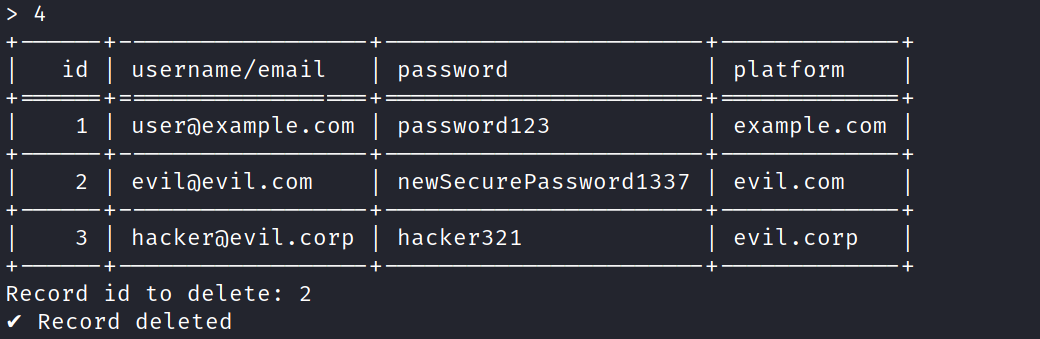 > 4
+------+------------------+-----------------------+--------------+
|   id | username/email   | password              | platform     |
+======+==================+=======================+==============+
|    1 | user@example.com | password123           | example.com  |
+------+------------------+-----------------------+--------------+
|    2 | evil@evil.com    | newSecurePassword1337 | evil.com     |
+------+------------------+-----------------------+--------------+
|    3 | hacker@evil.corp | hacker321             | evil.corp    |
+------+------------------+-----------------------+--------------+
Record id to delete: 2
✔ Record deleted